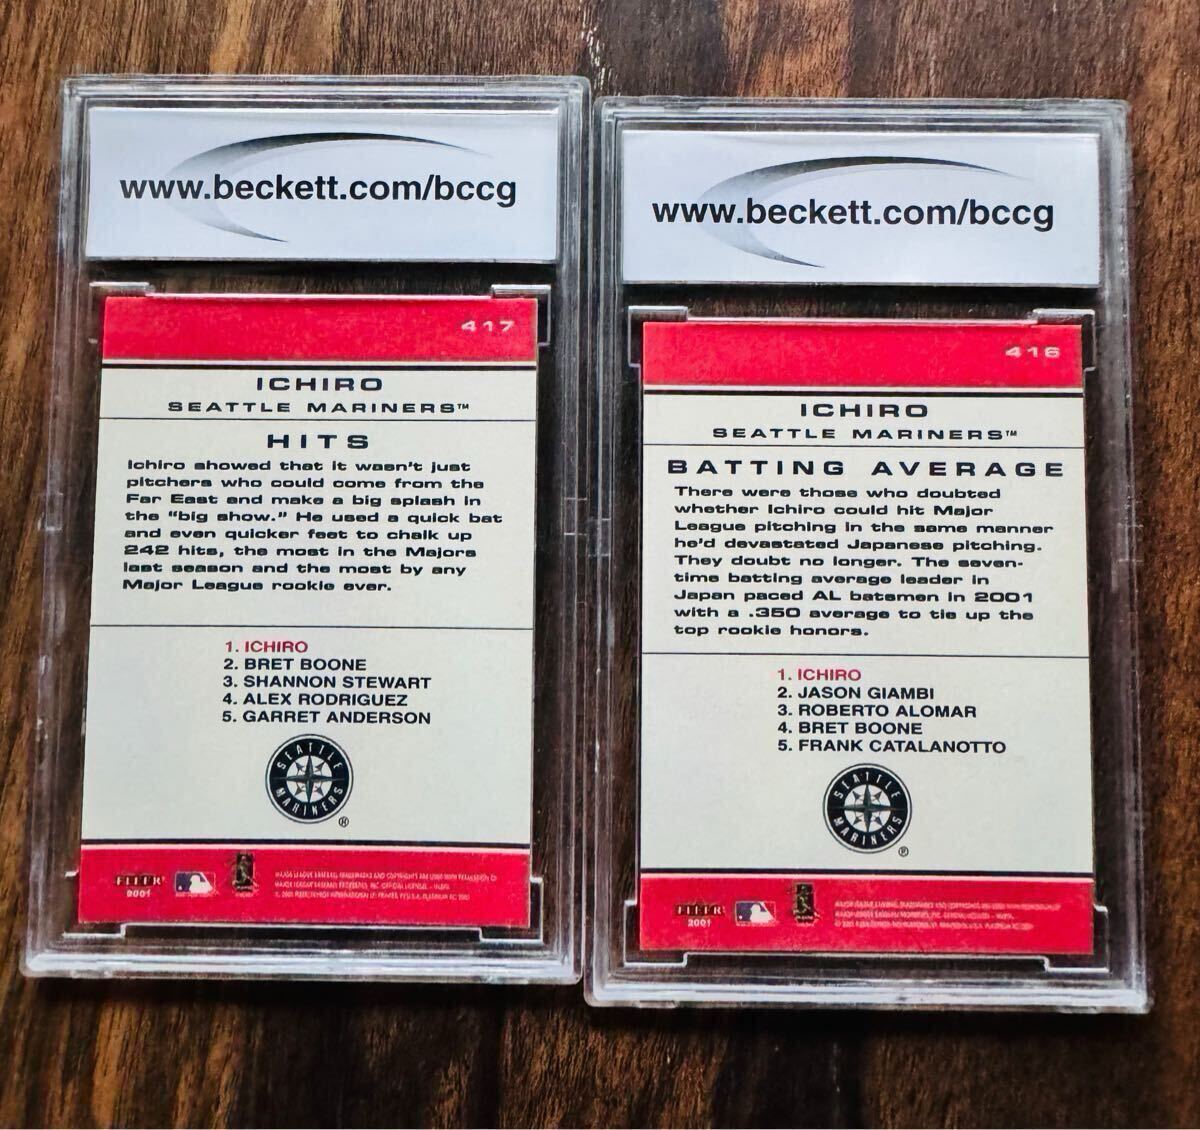 www.beckett.com/bccg
417
ICHIRO
SEATTLE MARINERS™
HITS
Ichiro showed that it wasn't just
pitchers who could come from the
Far East and make a big splash in
the "big show." He used a quick bat
and even quicker feet to chalk up
242 hits, the most in the Majors
last season and the most by any
Major League rookie ever.
1. ICHIRO
2. BRET BOONE
3. SHANNON STEWART
4. ALEX RODRIGUEZ
5. GARRET ANDERSON
SEATTLE
MARINERS
®
FLEER
2001
www.beckett.com/bccg
416
ICHIRO
SEATTLE MARINERS™
BATTING AVERAGE
There were those who doubted
whether Ichiro could hit Major
League pitching in the same manner
he'd devastated Japanese pitching.
They doubt no longer. The seven-
time batting average leader in
Japan paced AL batsmen in 2001
with a .350 average to tie up the
top rookie honors.
1. ICHIRO
2. JASON GIAMBI
3. ROBERTO ALOMAR
4. BRET BOONE
5. FRANK CATALANOTTO
SEATTLE
MARINERS
®
FLEER
2001